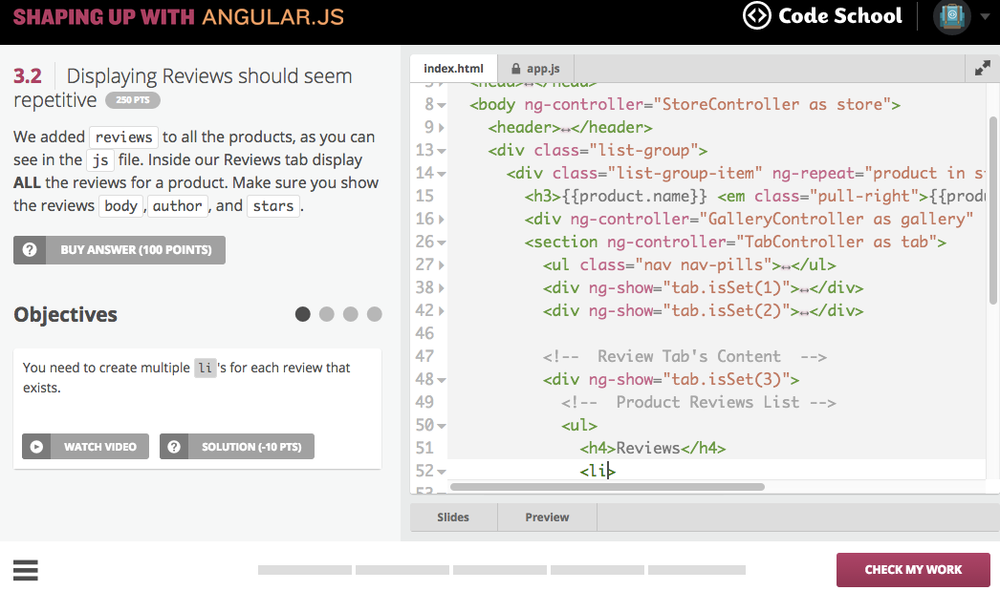 SHAPING UP WITH ANGULAR.JS
Code School
3.2 Displaying Reviews should seem
repetitive 250 PTS
We added reviews to all the products, as you can
see in the js file. Inside our Reviews tab display
ALL the reviews for a product. Make sure you show
the reviews body, author, and stars.
BUY ANSWER (100 POINTS)
Objectives
You need to create multiple li's for each review that
exists.
WATCH VIDEO
SOLUTION (-10 PTS)
index.html
app.js
8 <body ng-controller="StoreController as store">
9 <header>↔</header>
13 <div class="list-group">
14 <div class="list-group-item" ng-repeat="product in s
15 <h3>{{product.name}} <em class="pull-right">{{prod
16 <div ng-controller="GalleryController as gallery"
26 <section ng-controller="TabController as tab">
27 <ul class="nav nav-pills">↔</ul>
38 <div ng-show="tab.isSet(1)">↔</div>
42 <div ng-show="tab.isSet(2)">↔</div>
46
47 <!--  Review Tab's Content  -->
48 <div ng-show="tab.isSet(3)">
49 <!--  Product Reviews List -->
50 <ul>
51 <h4>Reviews</h4>
52 <li>
Slides
Preview
CHECK MY WORK